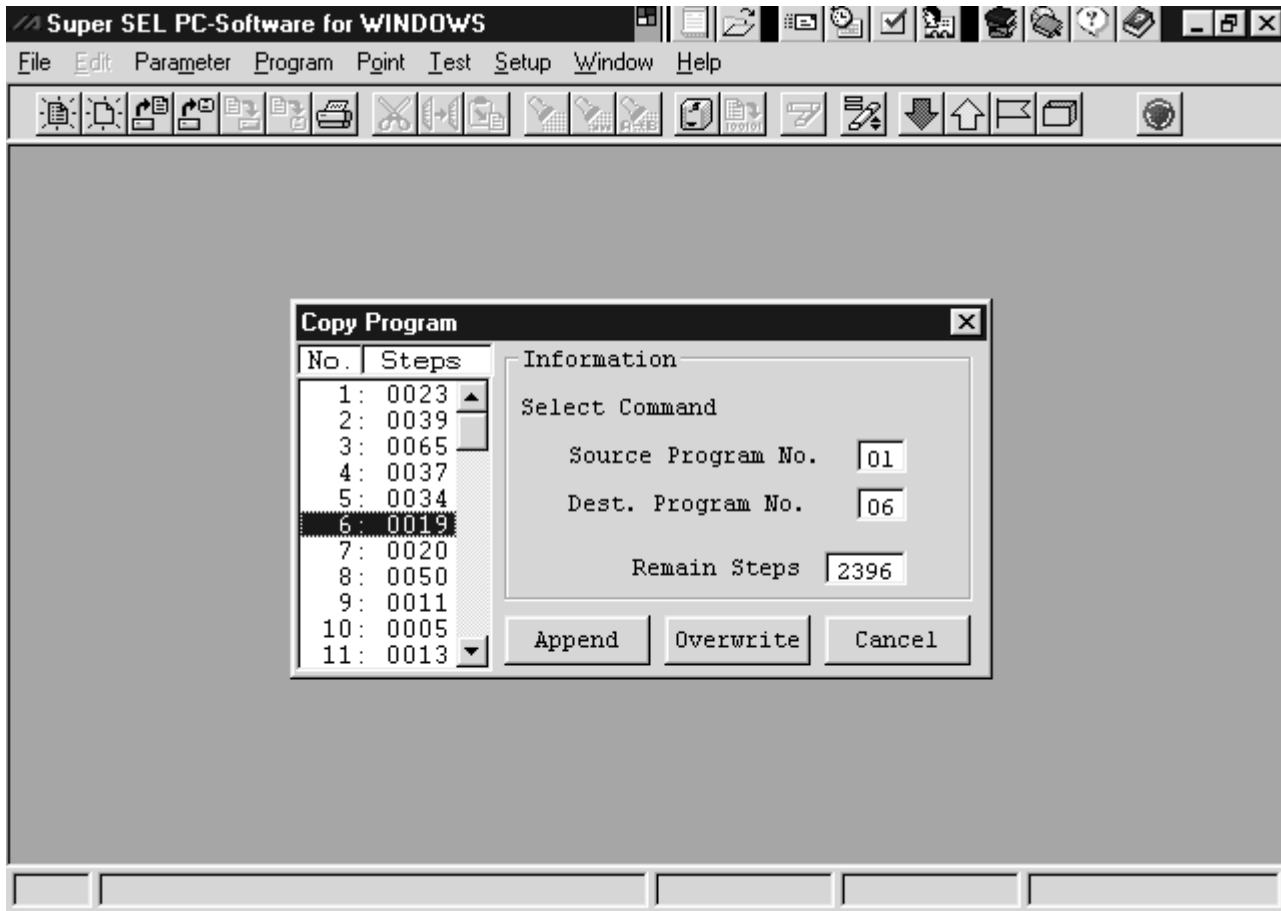 Super SEL PC-Software for WINDOWS
File Edit Parameter Program Point Test Setup Window Help
Copy Program
No. Steps
1: 0023
2: 0039
3: 0065
4: 0037
5: 0034
6: 0019
7: 0020
8: 0050
9: 0011
10: 0005
11: 0013
Information
Select Command
Source Program No. 01
Dest. Program No. 06
Remain Steps 2396
Append Overwrite Cancel